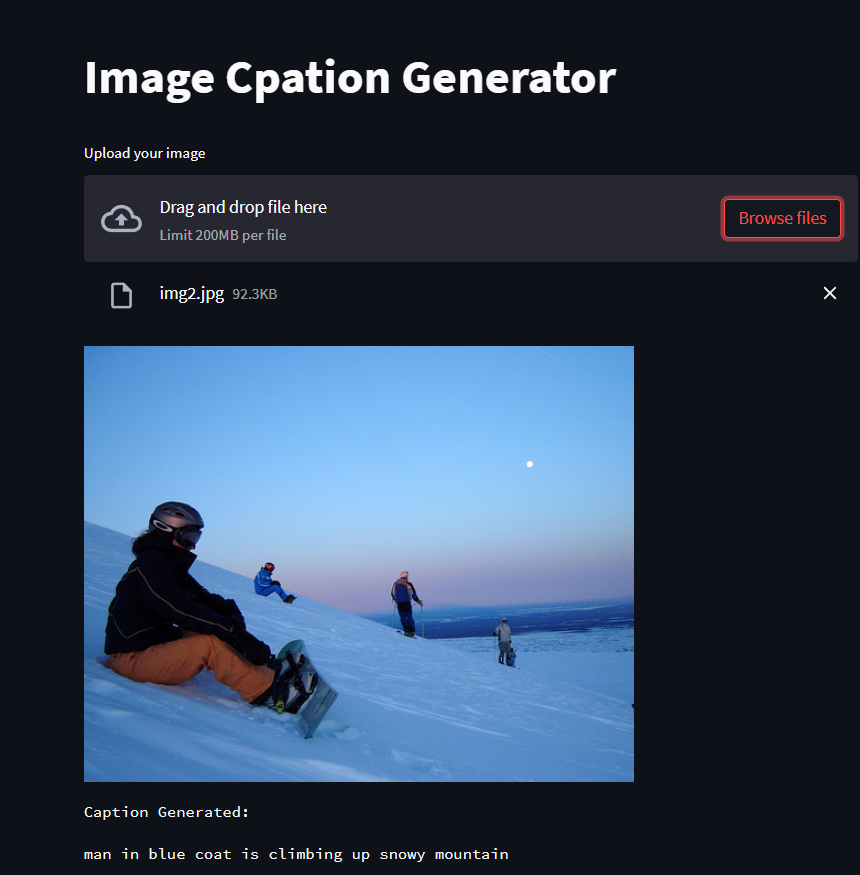 Image Cpation Generator
Upload your image
Drag and drop file here
Limit 200MB per file
Browse files
img2.jpg 92.3KB
Caption Generated:
man in blue coat is climbing up snowy mountain